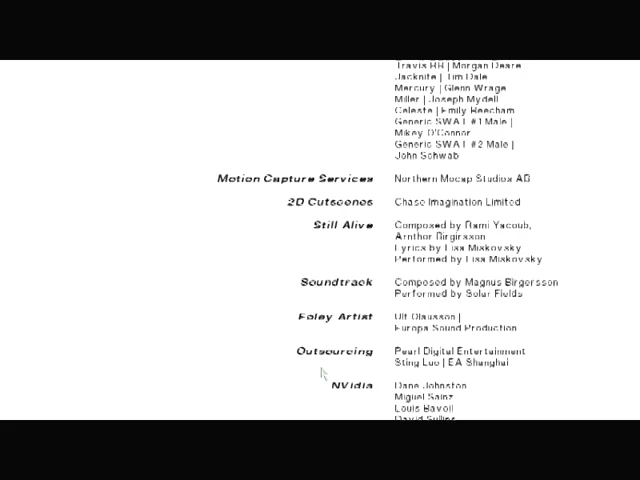 Travis RR | Morgan Deare
Jacknife | Tim Dale
Mercury | Glenn Wrage
Miller | Joseph Mydell
Celeste | Emily Beecham
Generic SWAT #1 Male |
Mikey O'Connor
Generic SWAT #2 Male |
John Schwab
Motion Capture Services Northern Mocap Studios AB
2D Cutscenes Chase Imagination Limited
Still Alive Composed by Rami Yacoub,
Arnthor Birgirsson
Lyrics by Lisa Miskovsky
Performed by Lisa Miskovsky
Soundtrack Composed by Magnus Birgersson
Performed by Solar Fields
Foley Artist Ulf Olausson |
Europa Sound Production
Outsourcing Pearl Digital Entertainment
Sting Luo | EA Shanghai
NVidia Dane Johnston
Miguel Sainz
Louis Bavoil
David Sullins